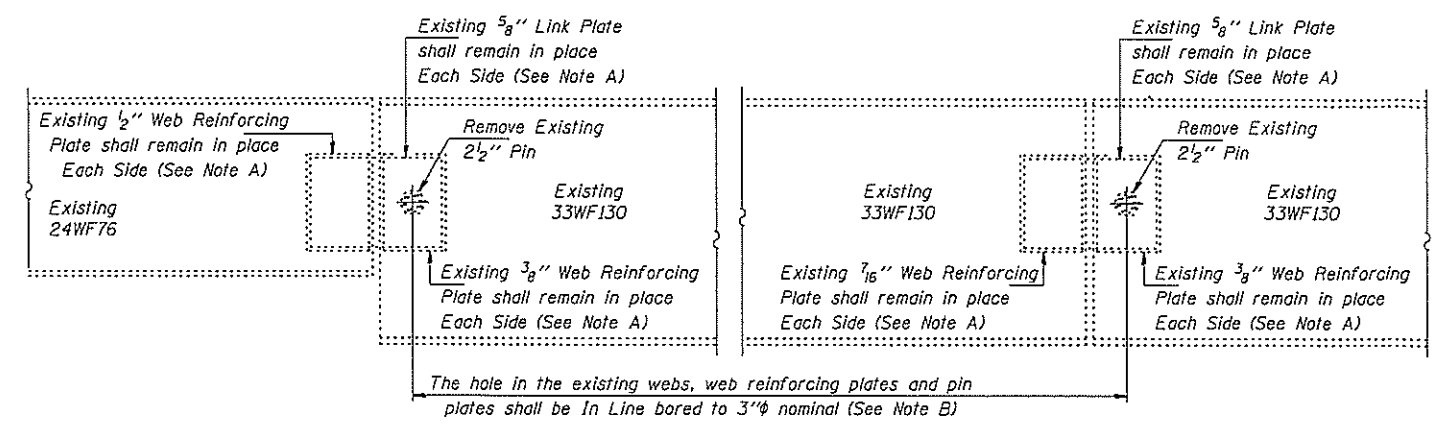 Existing 5/8'' Link Plate
shall remain in place
Each Side (See Note A)
Existing 5/8'' Link Plate
shall remain in place
Each Side (See Note A)
Existing 1/2'' Web Reinforcing
Plate shall remain in place
Each Side (See Note A)
Remove Existing
2 1/2'' Pin
Remove Existing
2 1/2'' Pin
Existing
24WF76
Existing
33WF130
Existing
33WF130
Existing
33WF130
Existing 3/8'' Web Reinforcing
Plate shall remain in place
Each Side (See Note A)
Existing 7/16'' Web Reinforcing
Plate shall remain in place
Each Side (See Note A)
Existing 3/8'' Web Reinforcing
Plate shall remain in place
Each Side (See Note A)
The hole in the existing webs, web reinforcing plates and pin
plates shall be In Line bored to 3''φ nominal (See Note B)